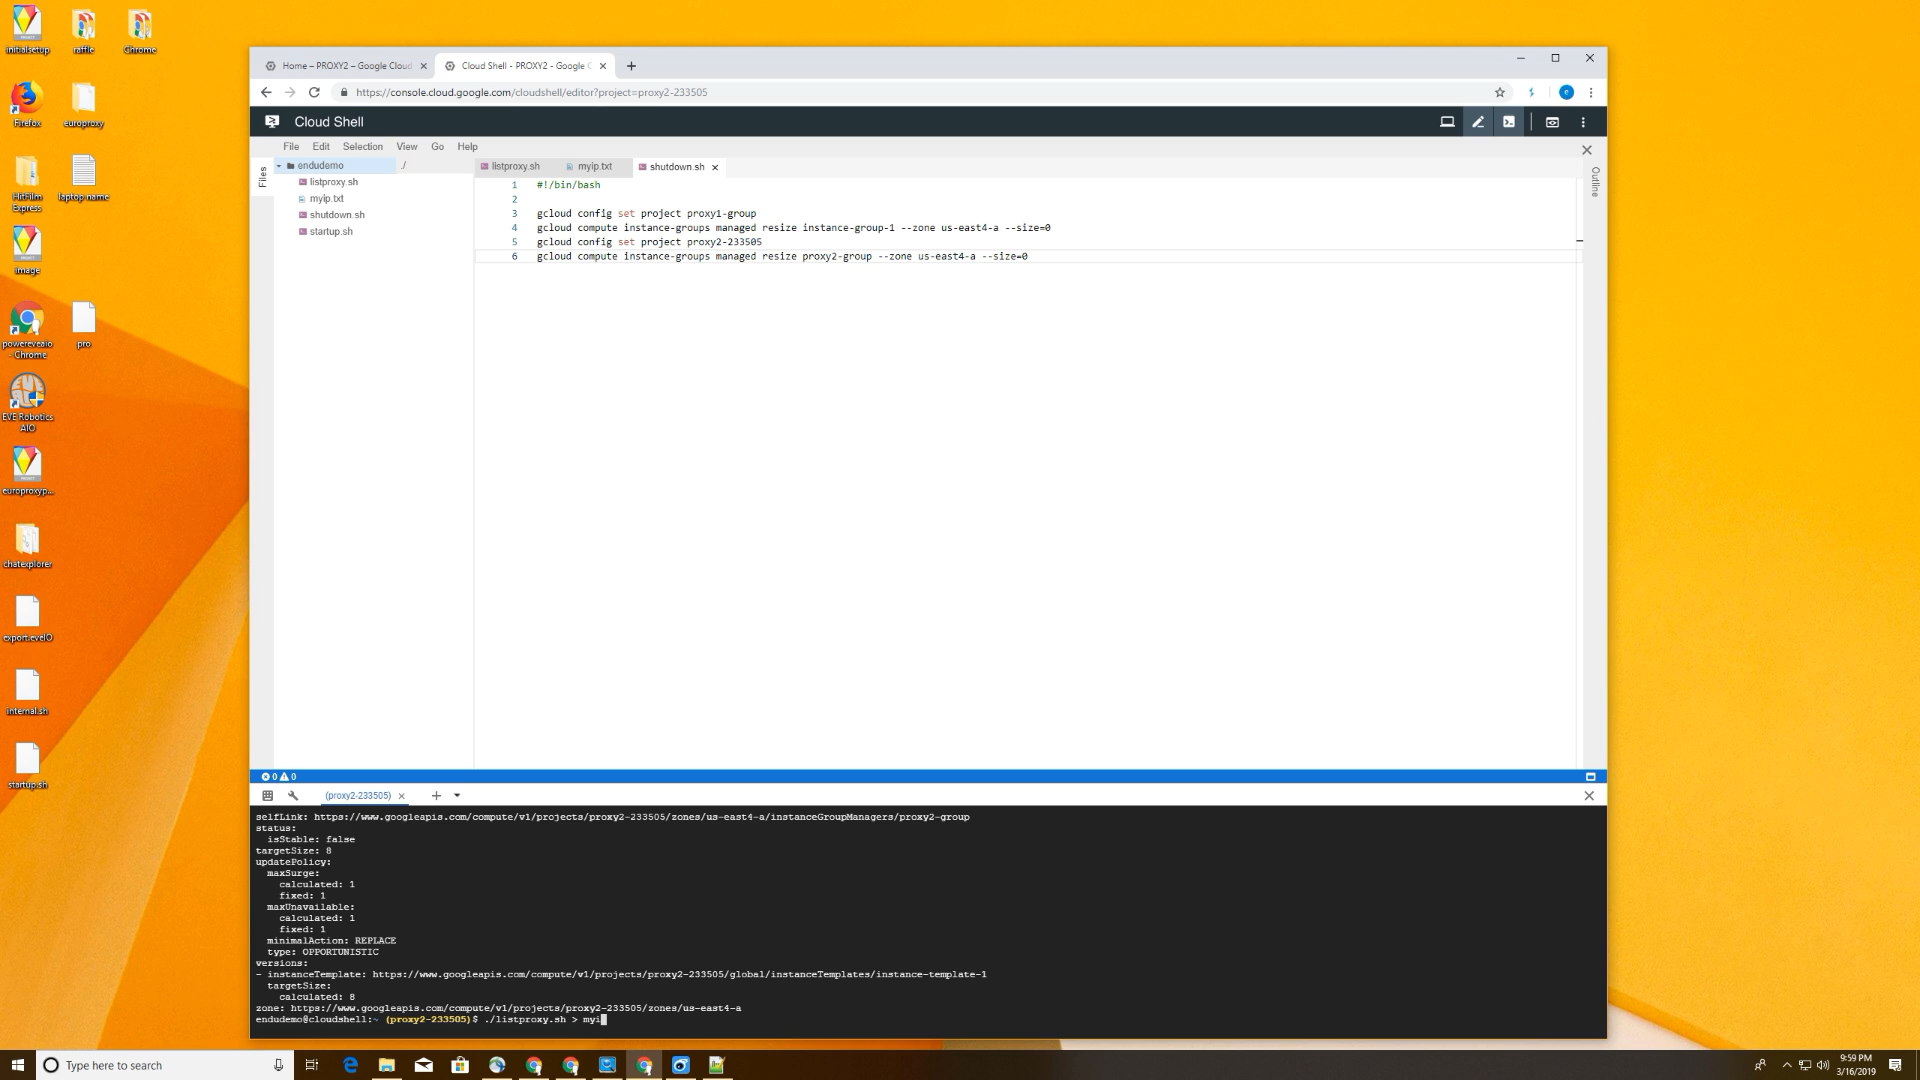 initialsetup
raffle
Chrome
Firefox
europroxy
HitFilm
Express
laptop name
image
powereveaio
- Chrome
pro
EVE Robotics
AIO
europroxyp...
chatexplorer
export.eveIO
internal.sh
startup.sh
Home – PROXY2 – Google Cloud
Cloud Shell - PROXY2 - Google C
https://console.cloud.google.com/cloudshell/editor?project=proxy2-233505
e
Cloud Shell
File Edit Selection View Go Help
Files
endudemo
./
listproxy.sh
myip.txt
shutdown.sh
startup.sh
listproxy.sh
myip.txt
shutdown.sh
Outline
1 #!/bin/bash
2
3 gcloud config set project proxy1-group
4 gcloud compute instance-groups managed resize instance-group-1 --zone us-east4-a --size=0
5 gcloud config set project proxy2-233505
6 gcloud compute instance-groups managed resize proxy2-group --zone us-east4-a --size=0
0 0
(proxy2-233505)
selfLink: https://www.googleapis.com/compute/v1/projects/proxy2-233505/zones/us-east4-a/instanceGroupManagers/proxy2-group
status:
isStable: false
targetSize: 8
updatePolicy:
maxSurge:
calculated: 1
fixed: 1
maxUnavailable:
calculated: 1
fixed: 1
minimalAction: REPLACE
type: OPPORTUNISTIC
versions:
- instanceTemplate: https://www.googleapis.com/compute/v1/projects/proxy2-233505/global/instanceTemplates/instance-template-1
targetSize:
calculated: 8
zone: https://www.googleapis.com/compute/v1/projects/proxy2-233505/zones/us-east4-a
endudemo@cloudshell:~ (proxy2-233505)$ ./listproxy.sh > myi
Type here to search
9:59 PM
3/16/2019